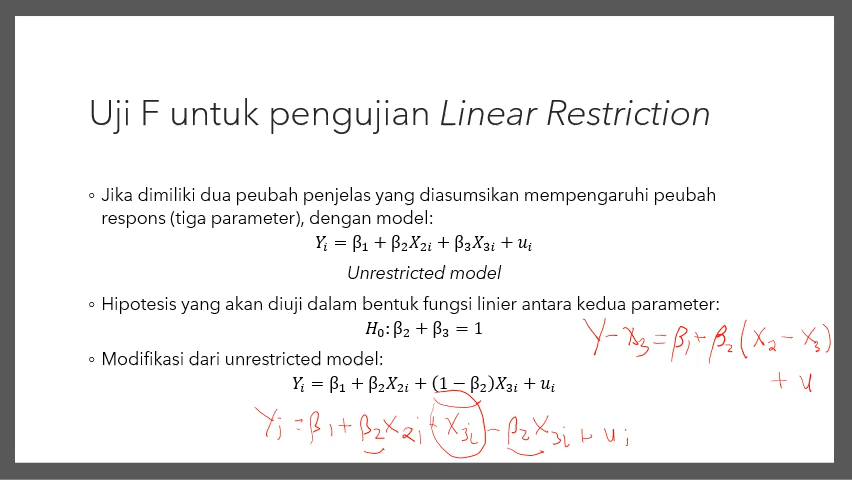 Uji F untuk pengujian Linear Restriction
◦ Jika dimiliki dua peubah penjelas yang diasumsikan mempengaruhi peubah
respons (tiga parameter), dengan model:
Yᵢ = β₁ + β₂X₂ᵢ + β₃X₃ᵢ + uᵢ
Unrestricted model
◦ Hipotesis yang akan diuji dalam bentuk fungsi linier antara kedua parameter:
H₀: β₂ + β₃ = 1
Y - X₃ = β₁ + β₂ (X₂ - X₃)
+ u
◦ Modifikasi dari unrestricted model:
Yᵢ = β₁ + β₂X₂ᵢ + (1 − β₂)X₃ᵢ + uᵢ
Yᵢ = β₁ + β₂X₂ᵢ + X₃ᵢ - β₂X₃ᵢ + uᵢ